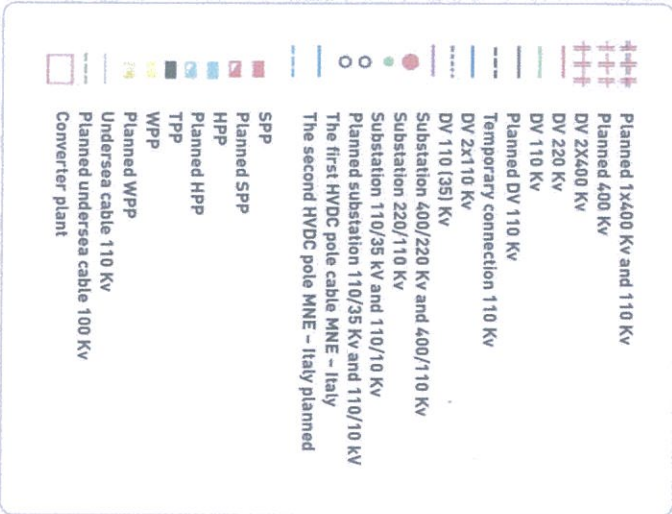 Planned 1x400 Kv and 110 Kv
Planned 400 Kv
DV 2X400 Kv
DV 220 Kv
DV 110 Kv
Planned DV 110 Kv
Temporary connection 110 Kv
DV 2x110 Kv
DV 110 (35) Kv
Substation 400/220 Kv and 400/110 Kv
Substation 220/110 Kv
Substation 110/35 kV and 110/10 Kv
Planned substation 110/35 Kv and 110/10 kV
The first HVDC pole cable MNE – Italy
The second HVDC pole MNE – Italy planned
SPP
Planned SPP
HPP
Planned HPP
TPP
WPP
Planned WPP
Undersea cable 110 Kv
Planned undersea cable 100 Kv
Converter plant